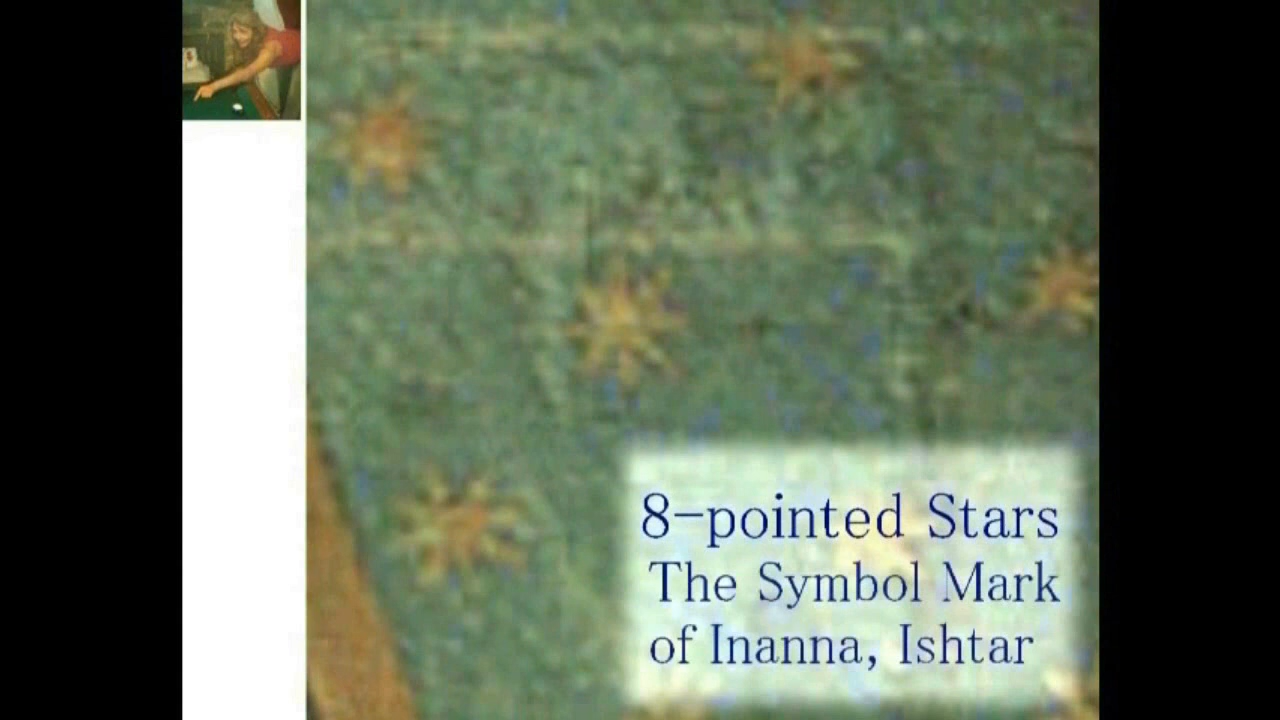 8-pointed Stars
The Symbol Mark
of Inanna, Ishtar